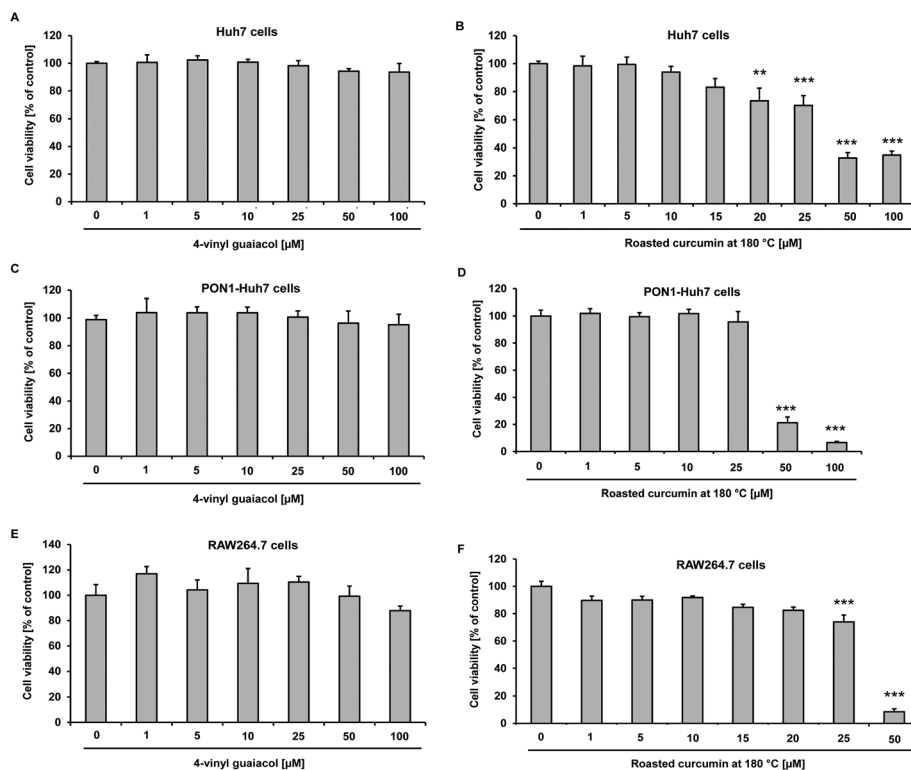 A
Huh7 cells
Cell viability [% of control]
120
100
80
60
40
20
0
0 1 5 10 25 50 100
4-vinyl guaiacol [µM]
B
Huh7 cells
Cell viability [% of control]
120
100
80
60
40
20
0
** *** *** ***
0 1 5 10 15 20 25 50 100
Roasted curcumin at 180 °C [µM]
C
PON1-Huh7 cells
Cell viability [% of control]
120
100
80
60
40
20
0
0 1 5 10 25 50 100
4-vinyl guaiacol [µM]
D
PON1-Huh7 cells
Cell viability [% of control]
120
100
80
60
40
20
0
*** ***
0 1 5 10 25 50 100
Roasted curcumin at 180 °C [µM]
E
RAW264.7 cells
Cell viability [% of control]
140
120
100
80
60
40
20
0
0 1 5 10 25 50 100
4-vinyl guaiacol [µM]
F
RAW264.7 cells
Cell viability [% of control]
120
100
80
60
40
20
0
*** ***
0 1 5 10 15 20 25 50
Roasted curcumin at 180 °C [µM]